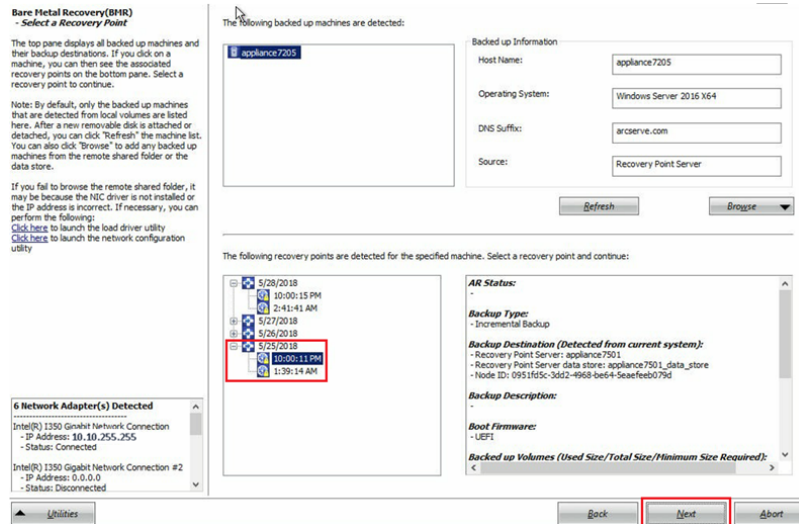 Bare Metal Recovery(BMR)
- Select a Recovery Point
The top pane displays all backed up machines and
their backup destinations. If you click on a
machine, you can then see the associated
recovery points on the bottom pane. Select a
recovery point to continue.
Note: By default, only the backed up machines
that are detected from local volumes are listed
here. After a new removable disk is attached or
detached, you can click "Refresh" the machine list.
You can also click "Browse" to add any backed up
machines from the remote shared folder or the
data store.
If you fail to browse the remote shared folder, it
may be because the NIC driver is not installed or
the IP address is incorrect. If necessary, you can
perform the following:
Click here to launch the load driver utility
Click here to launch the network configuration
utility
6 Network Adapter(s) Detected
Intel(R) I350 Gigabit Network Connection
- IP Address: 10.10.255.255
- Status: Connected
Intel(R) I350 Gigabit Network Connection #2
- IP Address: 0.0.0.0
- Status: Disconnected
The following backed up machines are detected:
appliance7205
Backed up Information
Host Name: appliance7205
Operating System: Windows Server 2016 X64
DNS Suffix: arcserve.com
Source: Recovery Point Server
Refresh
Browse
The following recovery points are detected for the specified machine. Select a recovery point and continue:
5/28/2018
10:00:15 PM
2:41:41 AM
5/27/2018
5/26/2018
5/25/2018
10:00:11 PM
1:39:14 AM
AR Status:
-
Backup Type:
- Incremental Backup
Backup Destination (Detected from current system):
- Recovery Point Server: appliance7501
- Recovery Point Server data store: appliance7501_data_store
- Node ID: 0951fd5c-3dd2-4968-be64-5eaefeeb079d
Backup Description:
-
Boot Firmware:
- UEFI
Backed up Volumes (Used Size/Total Size/Minimum Size Required):
Utilities
Back
Next
Abort